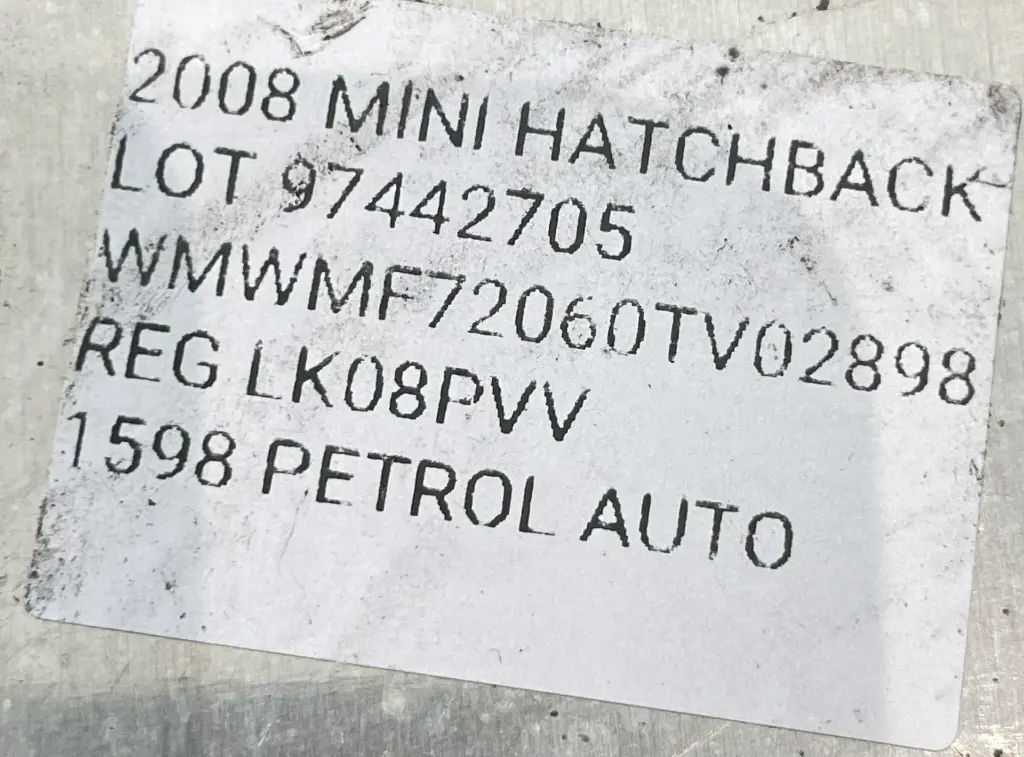 2008 MINI HATCHBACK
LOT 97442705
WMWMF72060TV02898
REG LK08PVV
1598 PETROL AUTO